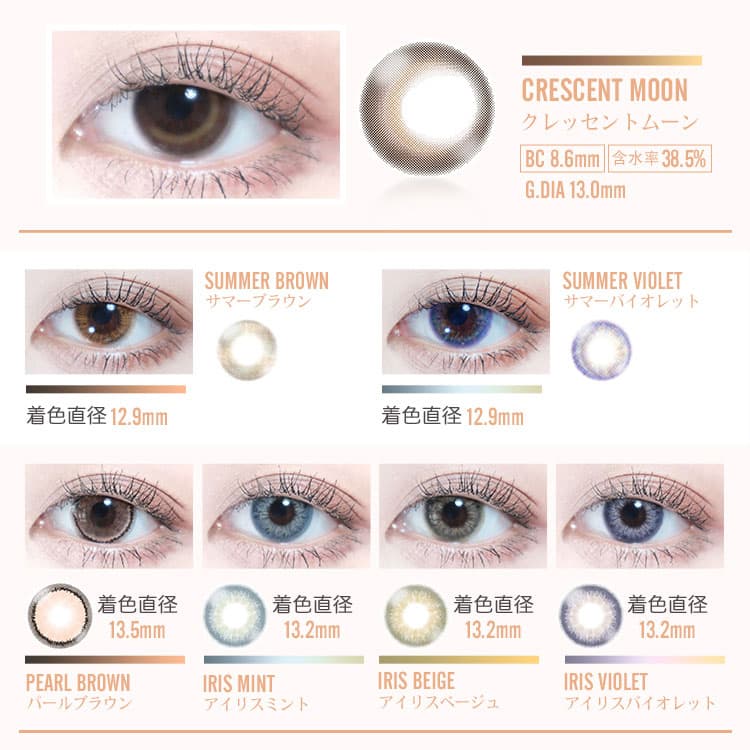 CRESCENT MOON
クレッセントムーン
BC 8.6mm 含水率 38.5%
G.DIA 13.0mm
SUMMER BROWN
サマーブラウン
着色直径 12.9mm
SUMMER VIOLET
サマーバイオレット
着色直径 12.9mm
着色直径
13.5mm
PEARL BROWN
パールブラウン
着色直径
13.2mm
IRIS MINT
アイリスミント
着色直径
13.2mm
IRIS BEIGE
アイリスベージュ
着色直径
13.2mm
IRIS VIOLET
アイリスバイオレット